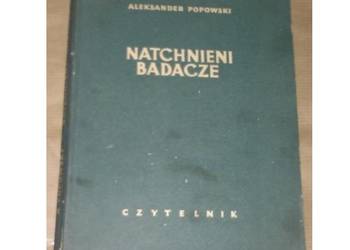 ALEKSANDER POPOWSKI
NATCHNIENI
BADACZE
CZYTELNIK